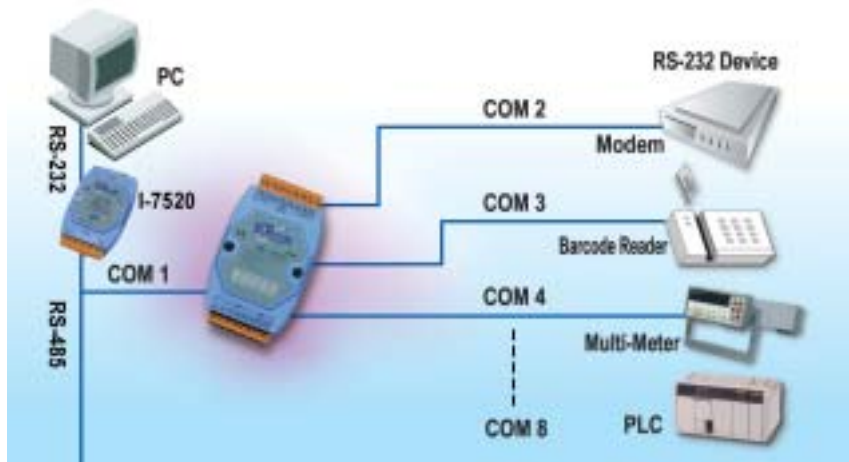 PC
RS-232
I-7520
COM 1
RS-485
COM 2
RS-232 Device
Modem
COM 3
Barcode Reader
COM 4
Multi-Meter
COM 8
PLC